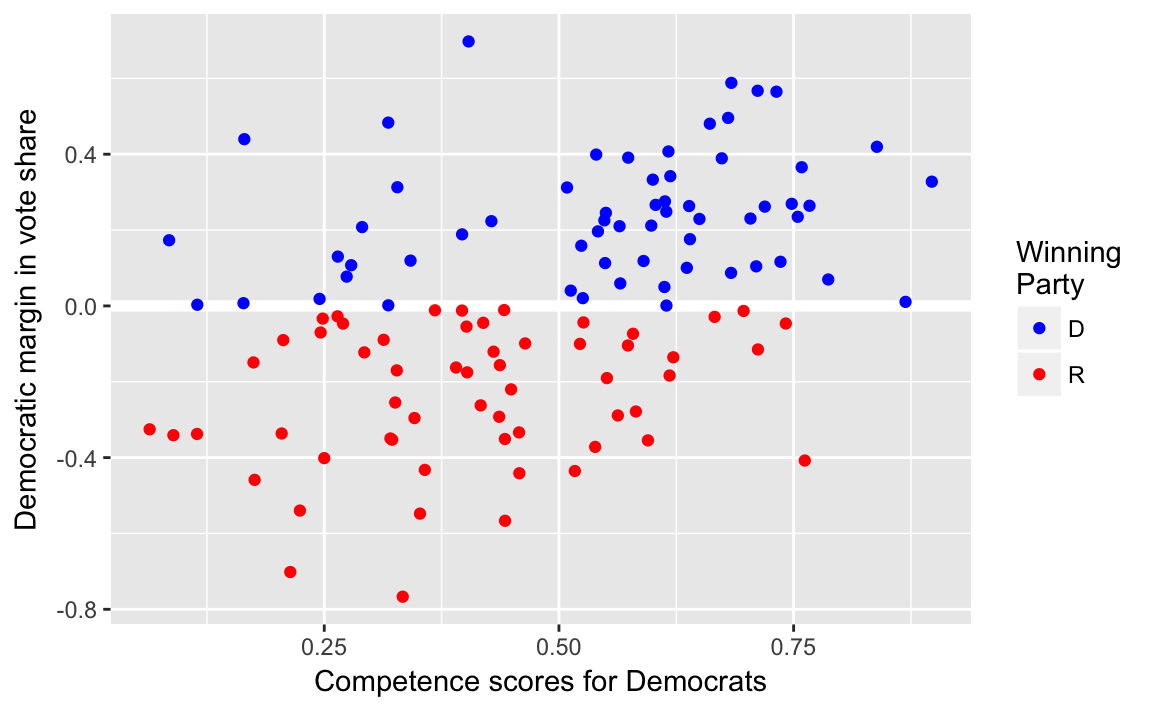 Democratic margin in vote share
0.4
0.0
-0.4
-0.8
0.25 0.50 0.75
Competence scores for Democrats
Winning
Party
D
R